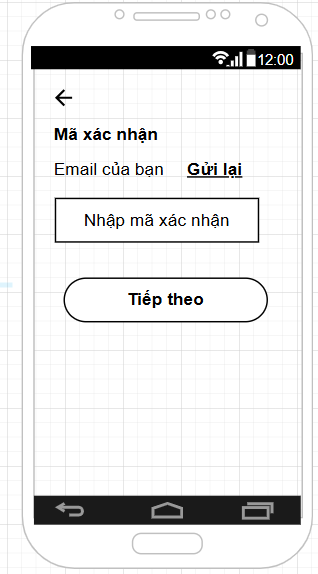 12:00
Mã xác nhận
Email của bạn Gửi lại
Nhập mã xác nhận
Tiếp theo